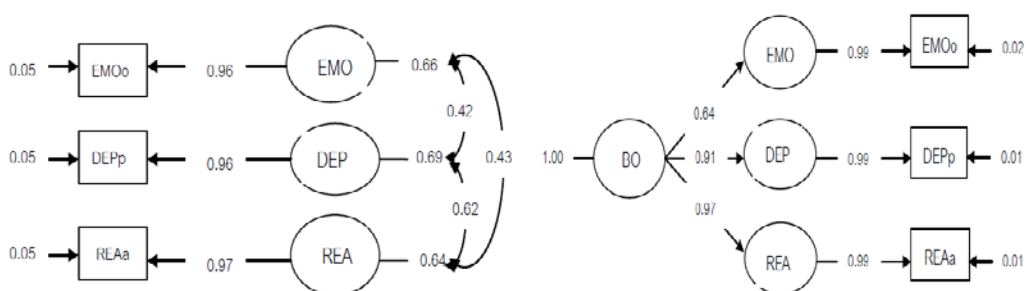 0.05 EMOo 0.96 EMO 0.66
0.42
0.05 DEPp 0.96 DEP 0.69 0.43
0.62
0.05 REAa 0.97 REA 0.64
EMO 0.99 EMOo 0.02
0.64
1.00 BO 0.91 DEP 0.99 DEPp 0.01
0.97
REA 0.99 REAa 0.01